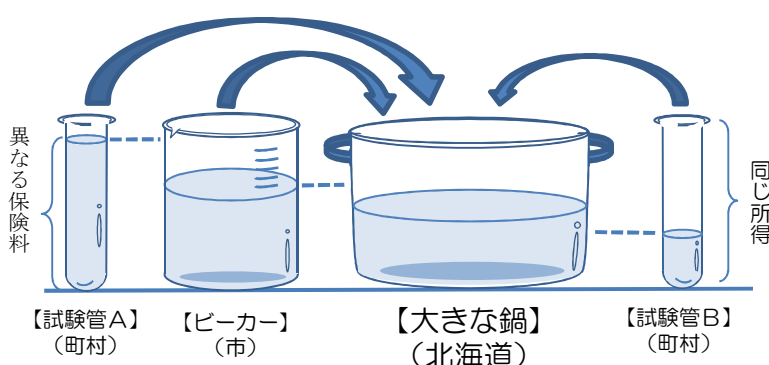 異なる保険料
同じ所得
【試験管A】
（町村）
【ビーカー】
（市）
【大きな鍋】
（北海道）
【試験管B】
（町村）